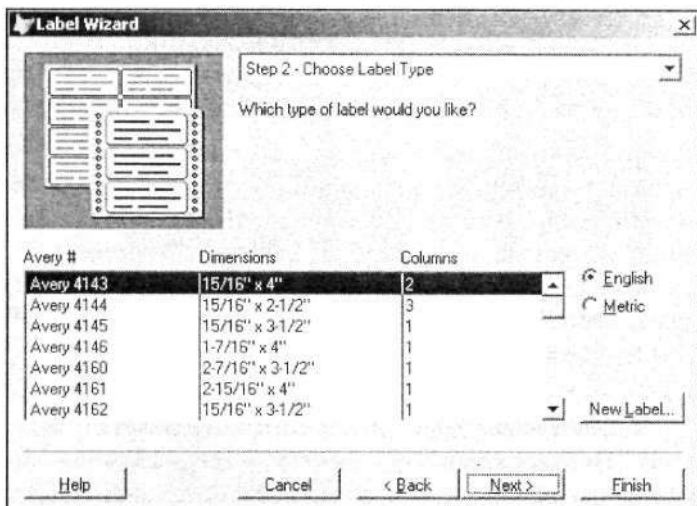 Label Wizard
Step 2 - Choose Label Type
Which type of label would you like?
Avery # Dimensions Columns
Avery 4143 15/16" x 4" 2
Avery 4144 15/16" x 2-1/2" 3
Avery 4145 15/16" x 3-1/2" 1
Avery 4146 1-7/16" x 4" 1
Avery 4160 2-7/16" x 3-1/2" 1
Avery 4161 2-15/16" x 4" 1
Avery 4162 15/16" x 3-1/2" 1
English
Metric
New Label...
Help Cancel < Back Next > Finish